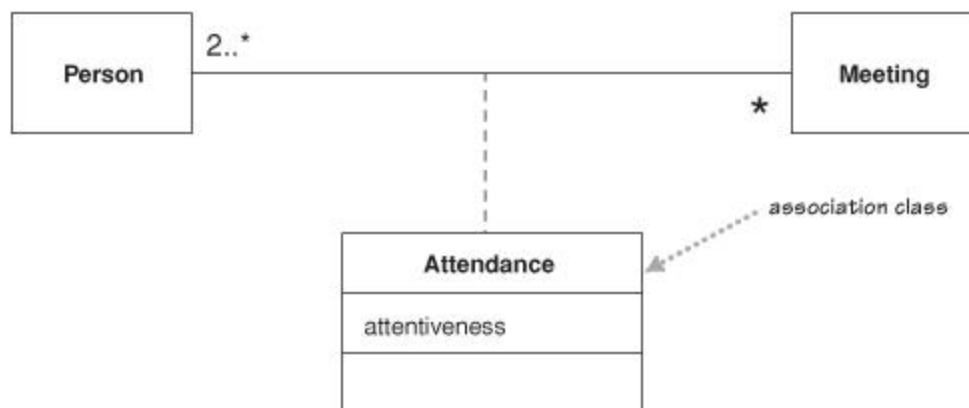 2..*
Person
Meeting
*
association class
Attendance
attentiveness